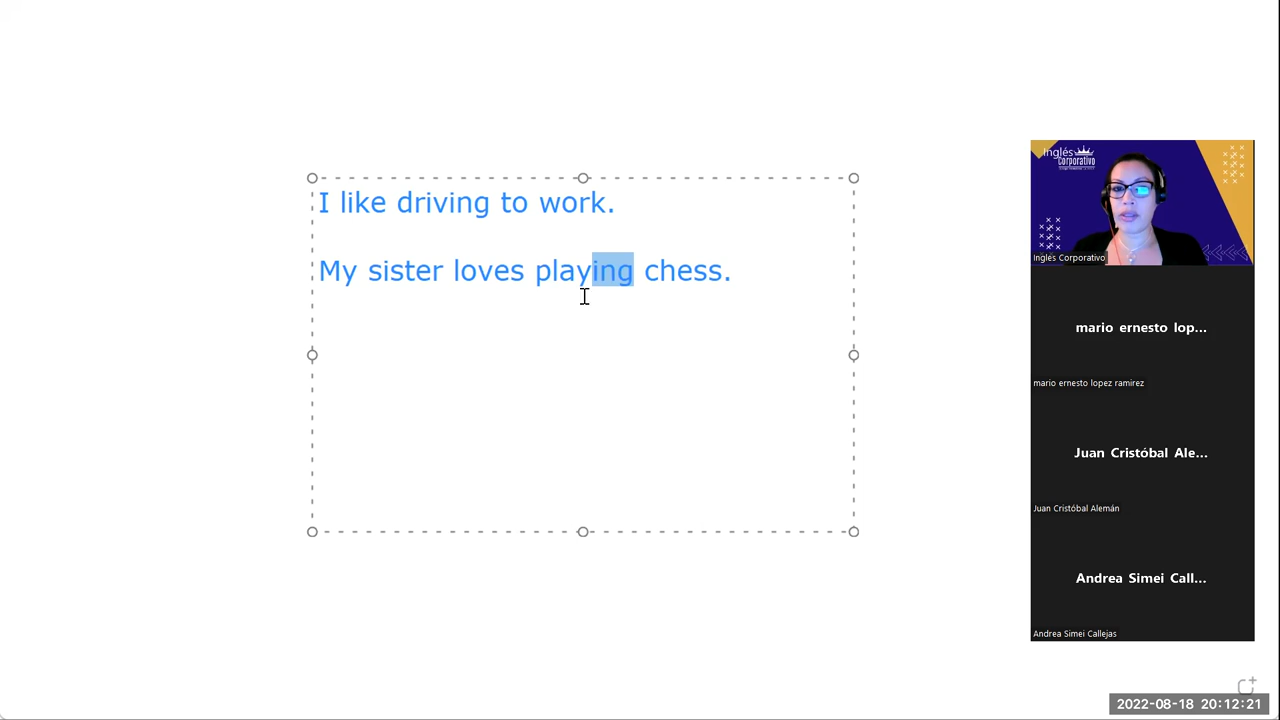 I like driving to work.
My sister loves playing chess.
Inglés
Corporativo
Inglés Corporativo
mario ernesto lop...
mario ernesto lopez ramirez
Juan Cristóbal Ale...
Juan Cristóbal Alemán
Andrea Simei Call...
Andrea Simei Callejas
2022-08-18 20:12:21